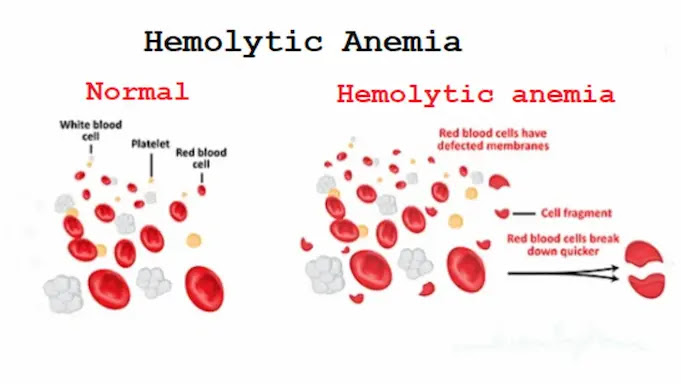 Hemolytic Anemia
Normal
White blood
cell
Platelet
Red blood
cell
Hemolytic anemia
Red blood cells have
defected membranes
Cell fragment
Red blood cells break
down quicker